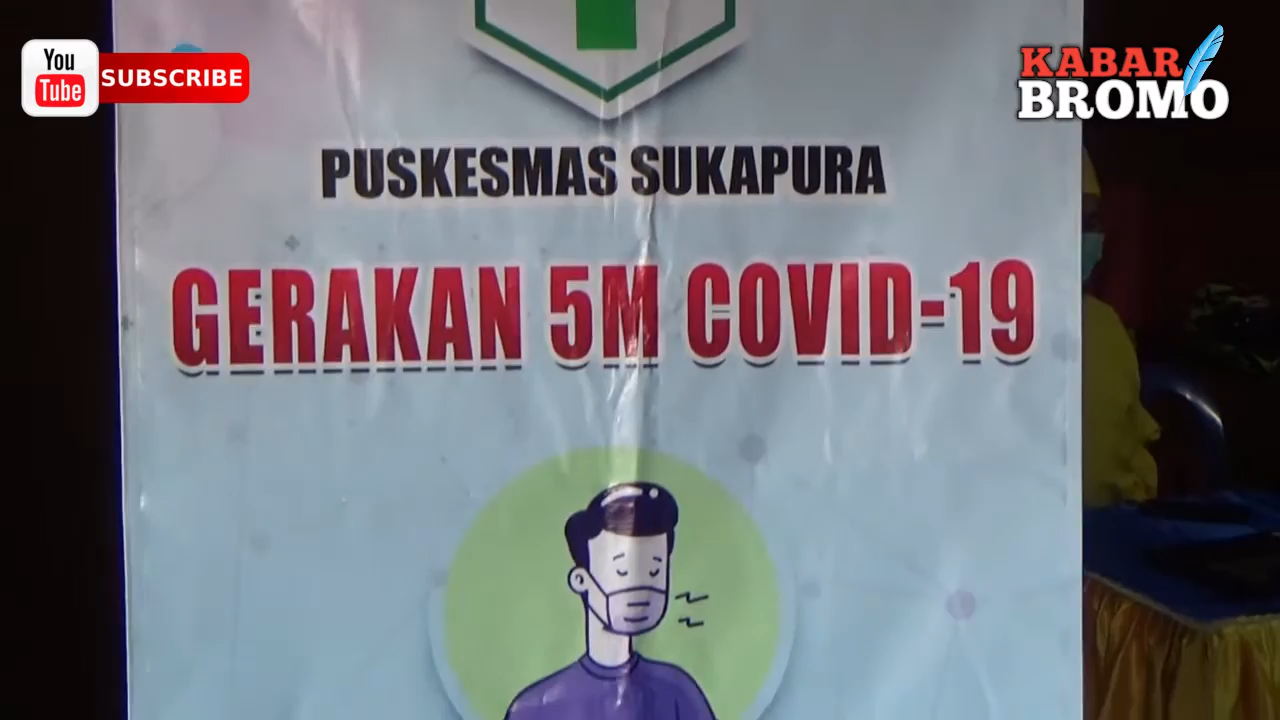 You
Tube
SUBSCRIBE
KABAR
BROMO
PUSKESMAS SUKAPURA
GERAKAN 5M COVID-19